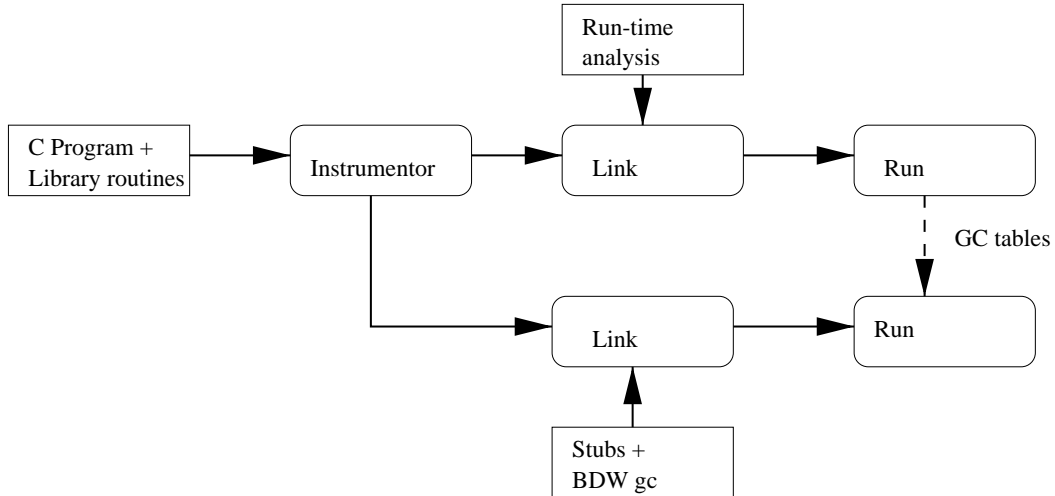 Run-time
analysis
C Program +
Library routines
Instrumentor
Link
Run
GC tables
Link
Run
Stubs +
BDW gc